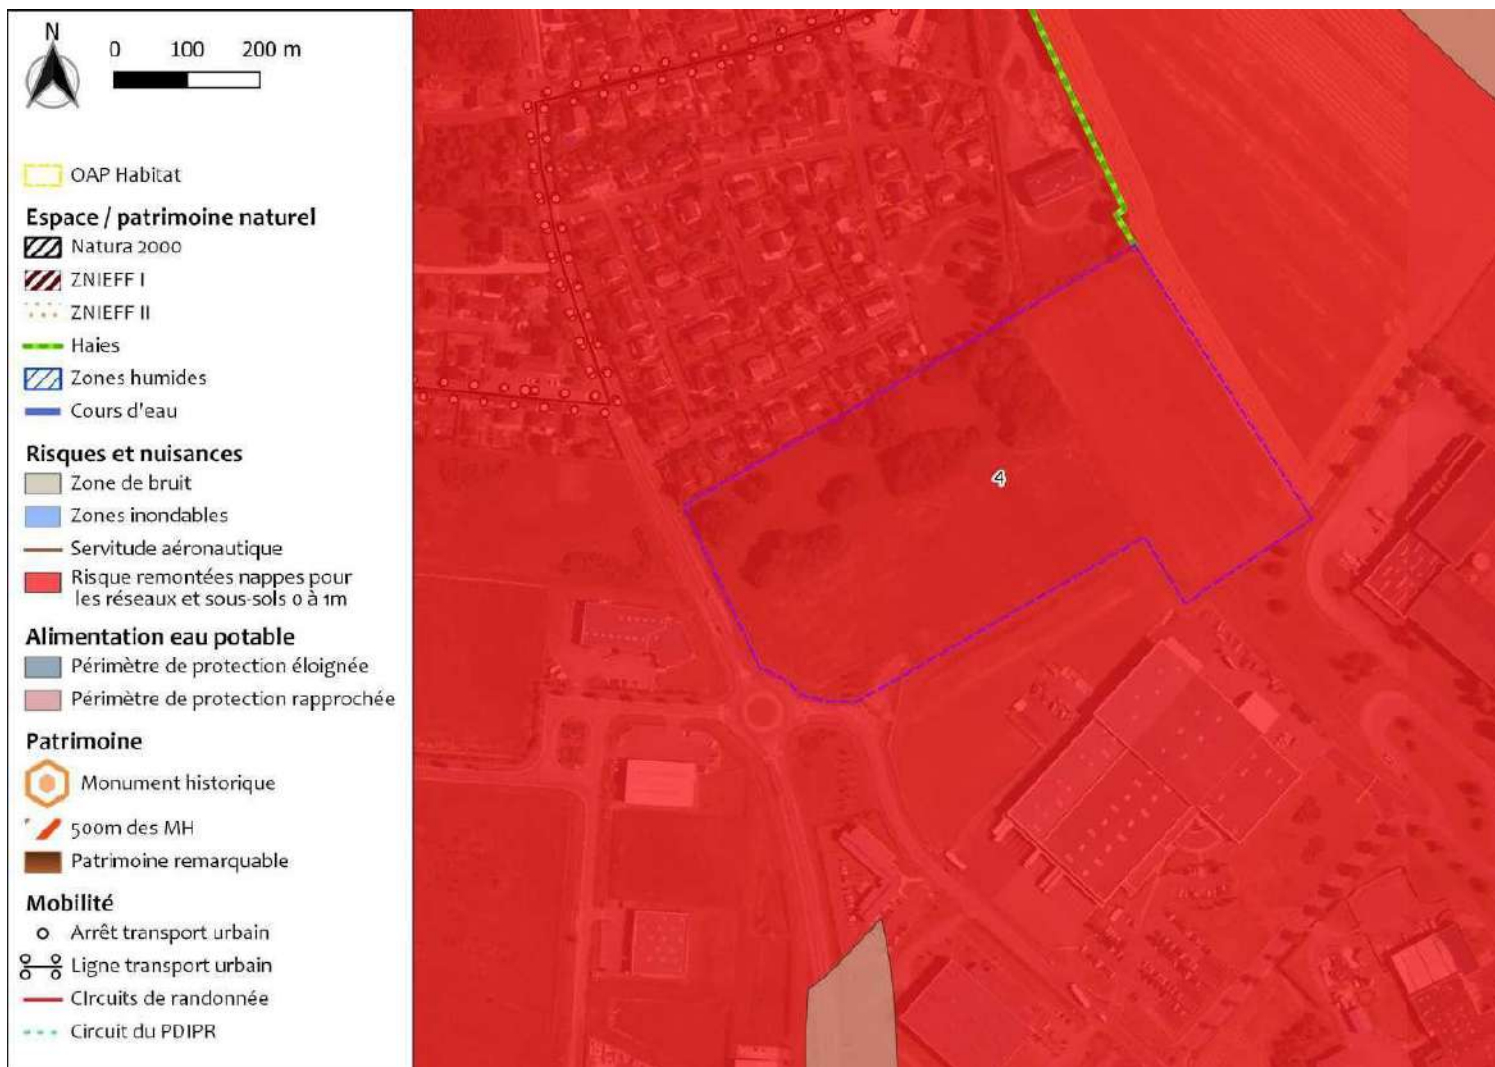 N
0 100 200 m
OAP Habitat
Espace / patrimoine naturel
Natura 2000
ZNIEFF I
ZNIEFF II
Haies
Zones humides
Cours d'eau
Risques et nuisances
Zone de bruit
Zones inondables
Servitude aéronautique
Risque remontées nappes pour
les réseaux et sous-sols 0 à 1m
Alimentation eau potable
Périmètre de protection éloignée
Périmètre de protection rapprochée
Patrimoine
Monument historique
500m des MH
Patrimoine remarquable
Mobilité
Arrêt transport urbain
Ligne transport urbain
CIrcuits de randonnée
Circuit du PDIPR
4